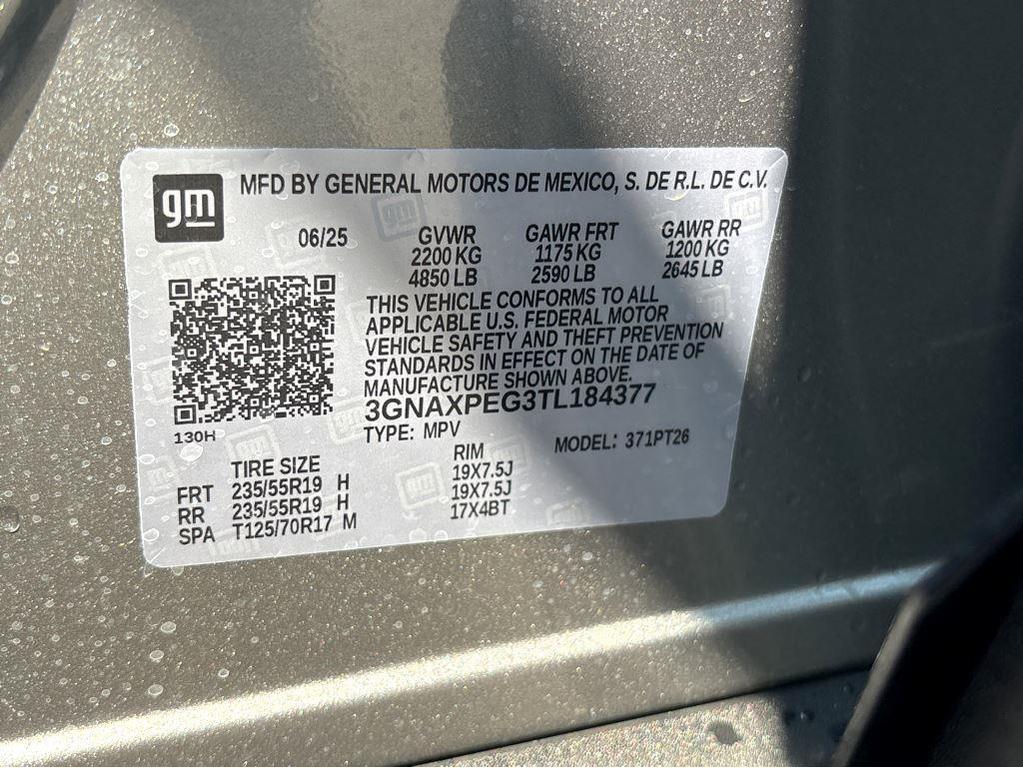 gm
MFD BY GENERAL MOTORS DE MEXICO, S. DE R.L. DE C.V.
06/25 GVWR GAWR FRT GAWR RR
2200 KG 1175 KG 1200 KG
4850 LB 2590 LB 2645 LB
THIS VEHICLE CONFORMS TO ALL
APPLICABLE U.S. FEDERAL MOTOR
VEHICLE SAFETY AND THEFT PREVENTION
STANDARDS IN EFFECT ON THE DATE OF
MANUFACTURE SHOWN ABOVE.
3GNAXPEG3TL184377
130H
TYPE: MPV MODEL: 371PT26
TIRE SIZE RIM
FRT 235/55R19 H 19X7.5J
RR 235/55R19 H 19X7.5J
SPA T125/70R17 M 17X4BT